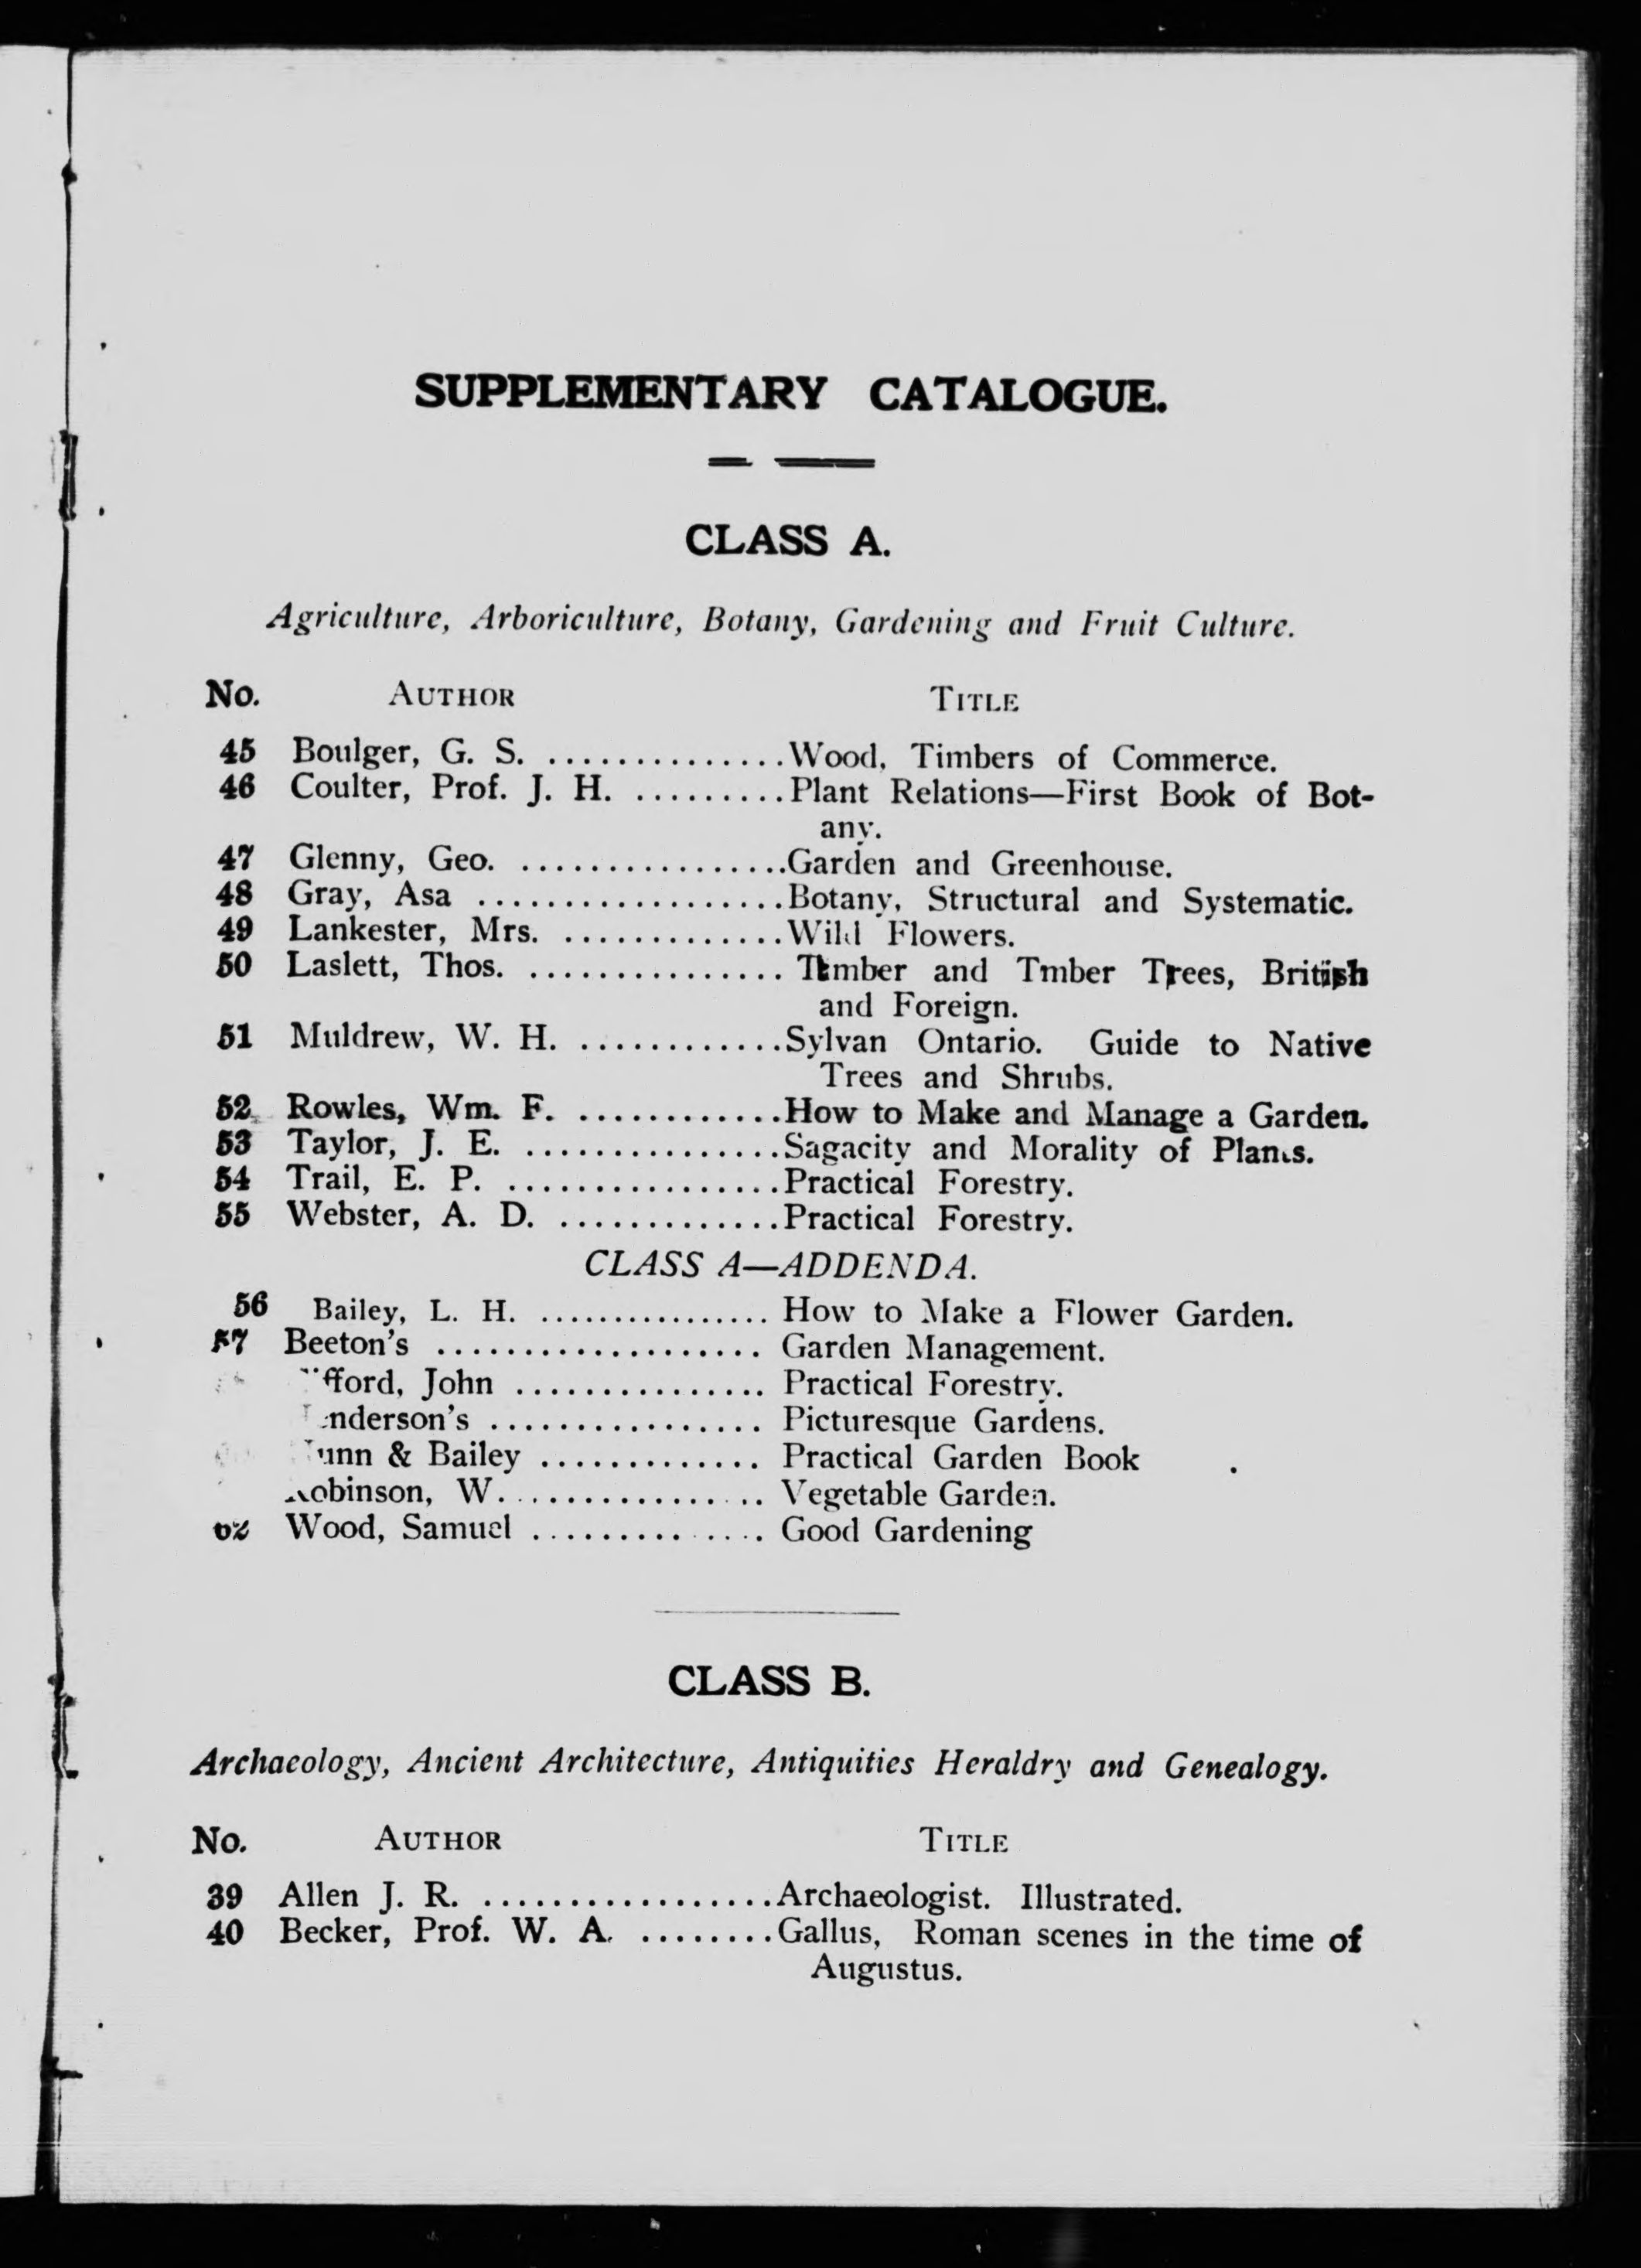 SUPPLEMENTARY CATALOGUE.
CLASS A.
Agriculture, Arboriculture, Botany, Gardening and Fruit Culture.
No. AUTHOR TITLE
45 Boulger, G. S. ..............Wood, Timbers of Commerce.
46 Coulter, Prof. J. H. .........Plant Relations—First Book of Bot-
any.
47 Glenny, Geo. ................Garden and Greenhouse.
48 Gray, Asa ..................Botany, Structural and Systematic.
49 Lankester, Mrs. .............Wild Flowers.
50 Laslett, Thos. ............... Timber and Tmber Trees, British
and Foreign.
51 Muldrew, W. H. ............Sylvan Ontario. Guide to Native
Trees and Shrubs.
52 Rowles, Wm. F. ............How to Make and Manage a Garden.
53 Taylor, J. E. ...............Sagacity and Morality of Plants.
54 Trail, E. P. ................Practical Forestry.
55 Webster, A. D. .............Practical Forestry.
CLASS A—ADDENDA.
56 Bailey, L. H. ................ How to Make a Flower Garden.
57 Beeton's ................... Garden Management.
John ............... Practical Forestry.
................ Picturesque Gardens.
& Bailey ............. Practical Garden Book
Robinson, W. ............... Vegetable Garden.
62 Wood, Samuel .............. Good Gardening
CLASS B.
Archaeology, Ancient Architecture, Antiquities Heraldry and Genealogy.
No. AUTHOR TITLE
39 Allen J. R. .................Archaeologist. Illustrated.
40 Becker, Prof. W. A. ........Gallus, Roman scenes in the time of
Augustus.